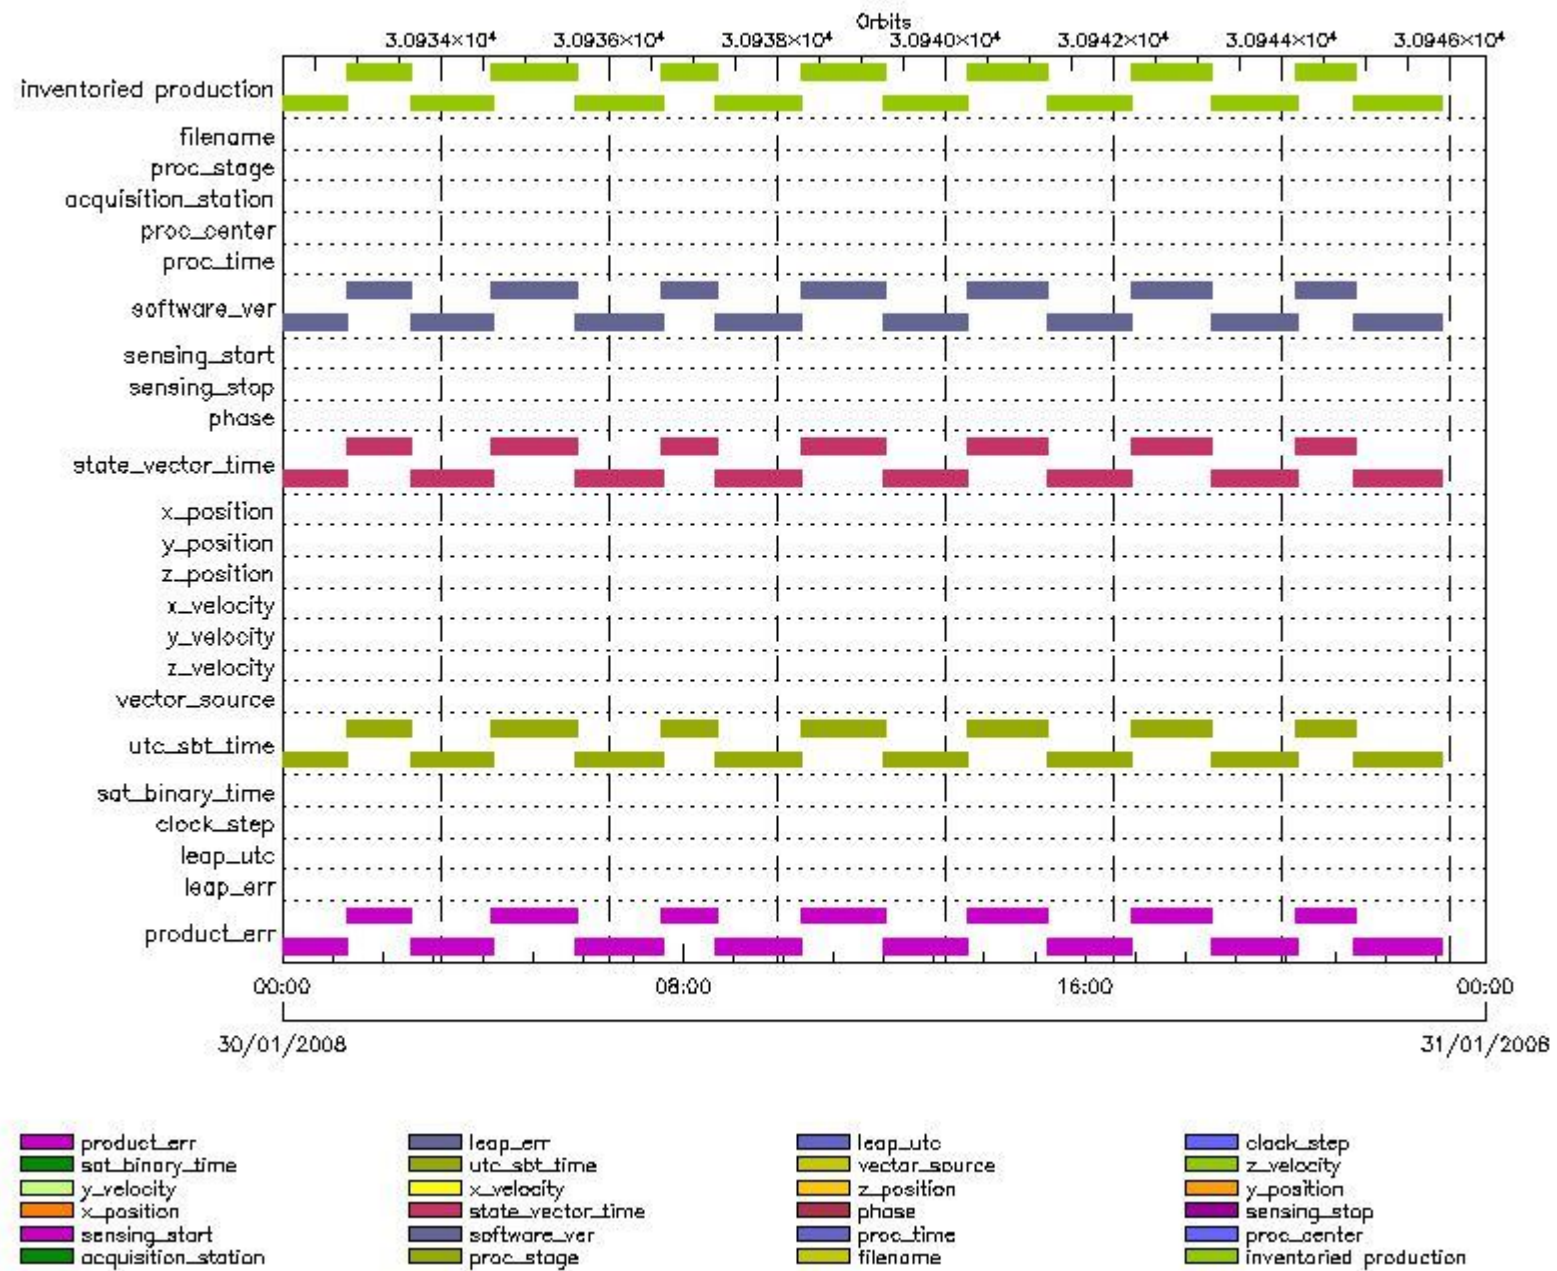 Orbits
3.0934×10⁴ 3.0936×10⁴ 3.0938×10⁴ 3.0940×10⁴ 3.0942×10⁴ 3.0944×10⁴ 3.0946×10⁴
inventoried production
filename
proc_stage
acquisition_station
proc_center
proc_time
software_ver
sensing_start
sensing_stop
phase
state_vector_time
x_position
y_position
z_position
x_velocity
y_velocity
z_velocity
vector_source
utc_sbt_time
sat_binary_time
clock_step
leap_utc
leap_err
product_err
00:00 08:00 16:00 00:00
30/01/2008 31/01/2008
product_err leap_err leap_utc clock_step
sat_binary_time utc_sbt_time vector_source z_velocity
y_velocity x_velocity z_position y_position
x_position state_vector_time phase sensing_stop
sensing_start software_ver proc_time proc_center
acquisition_station proc_stage filename inventoried production